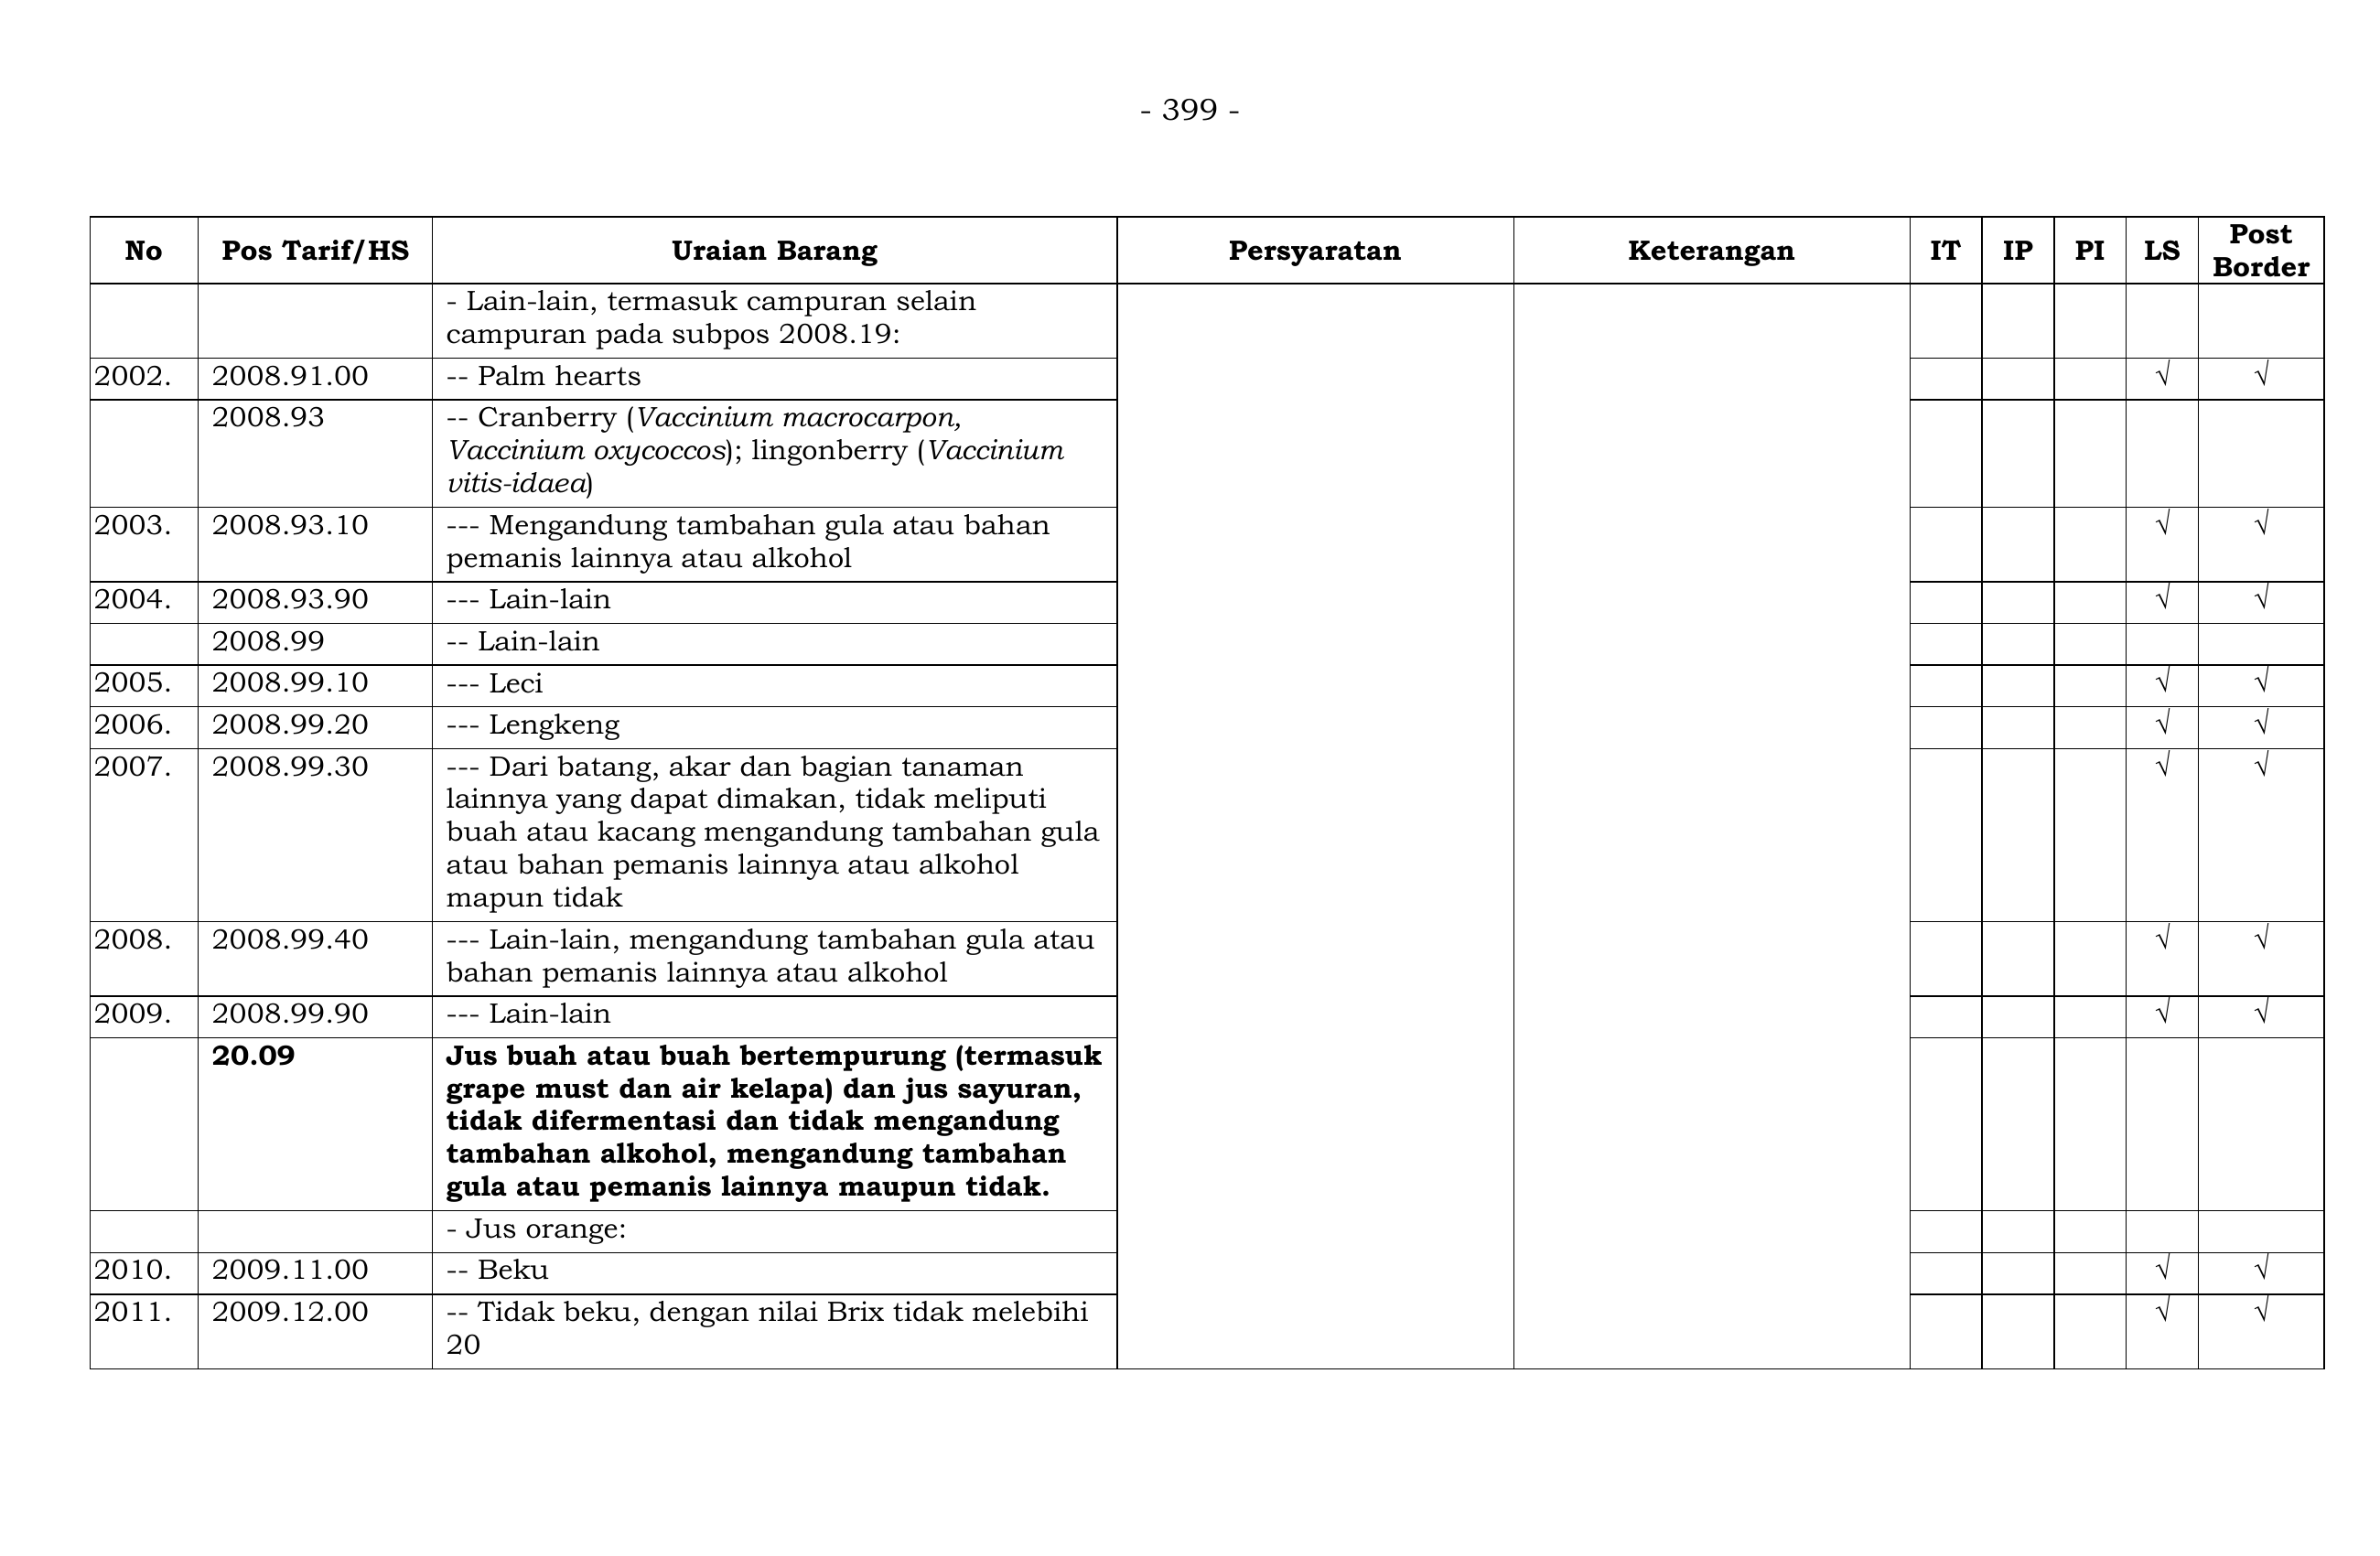 - 399 -
No Pos Tarif/HS Uraian Barang Persyaratan Keterangan IT IP PI LS Post Border
- Lain-lain, termasuk campuran selain
campuran pada subpos 2008.19:
2002. 2008.91.00 -- Palm hearts √ √
2008.93 -- Cranberry (Vaccinium macrocarpon,
Vaccinium oxycoccos); lingonberry (Vaccinium
vitis-idaea)
2003. 2008.93.10 --- Mengandung tambahan gula atau bahan √ √
pemanis lainnya atau alkohol
2004. 2008.93.90 --- Lain-lain √ √
2008.99 -- Lain-lain
2005. 2008.99.10 --- Leci √ √
2006. 2008.99.20 --- Lengkeng √ √
2007. 2008.99.30 --- Dari batang, akar dan bagian tanaman √ √
lainnya yang dapat dimakan, tidak meliputi
buah atau kacang mengandung tambahan gula
atau bahan pemanis lainnya atau alkohol
mapun tidak
2008. 2008.99.40 --- Lain-lain, mengandung tambahan gula atau √ √
bahan pemanis lainnya atau alkohol
2009. 2008.99.90 --- Lain-lain √ √
20.09 Jus buah atau buah bertempurung (termasuk
grape must dan air kelapa) dan jus sayuran,
tidak difermentasi dan tidak mengandung
tambahan alkohol, mengandung tambahan
gula atau pemanis lainnya maupun tidak.
- Jus orange:
2010. 2009.11.00 -- Beku √ √
2011. 2009.12.00 -- Tidak beku, dengan nilai Brix tidak melebihi √ √
20